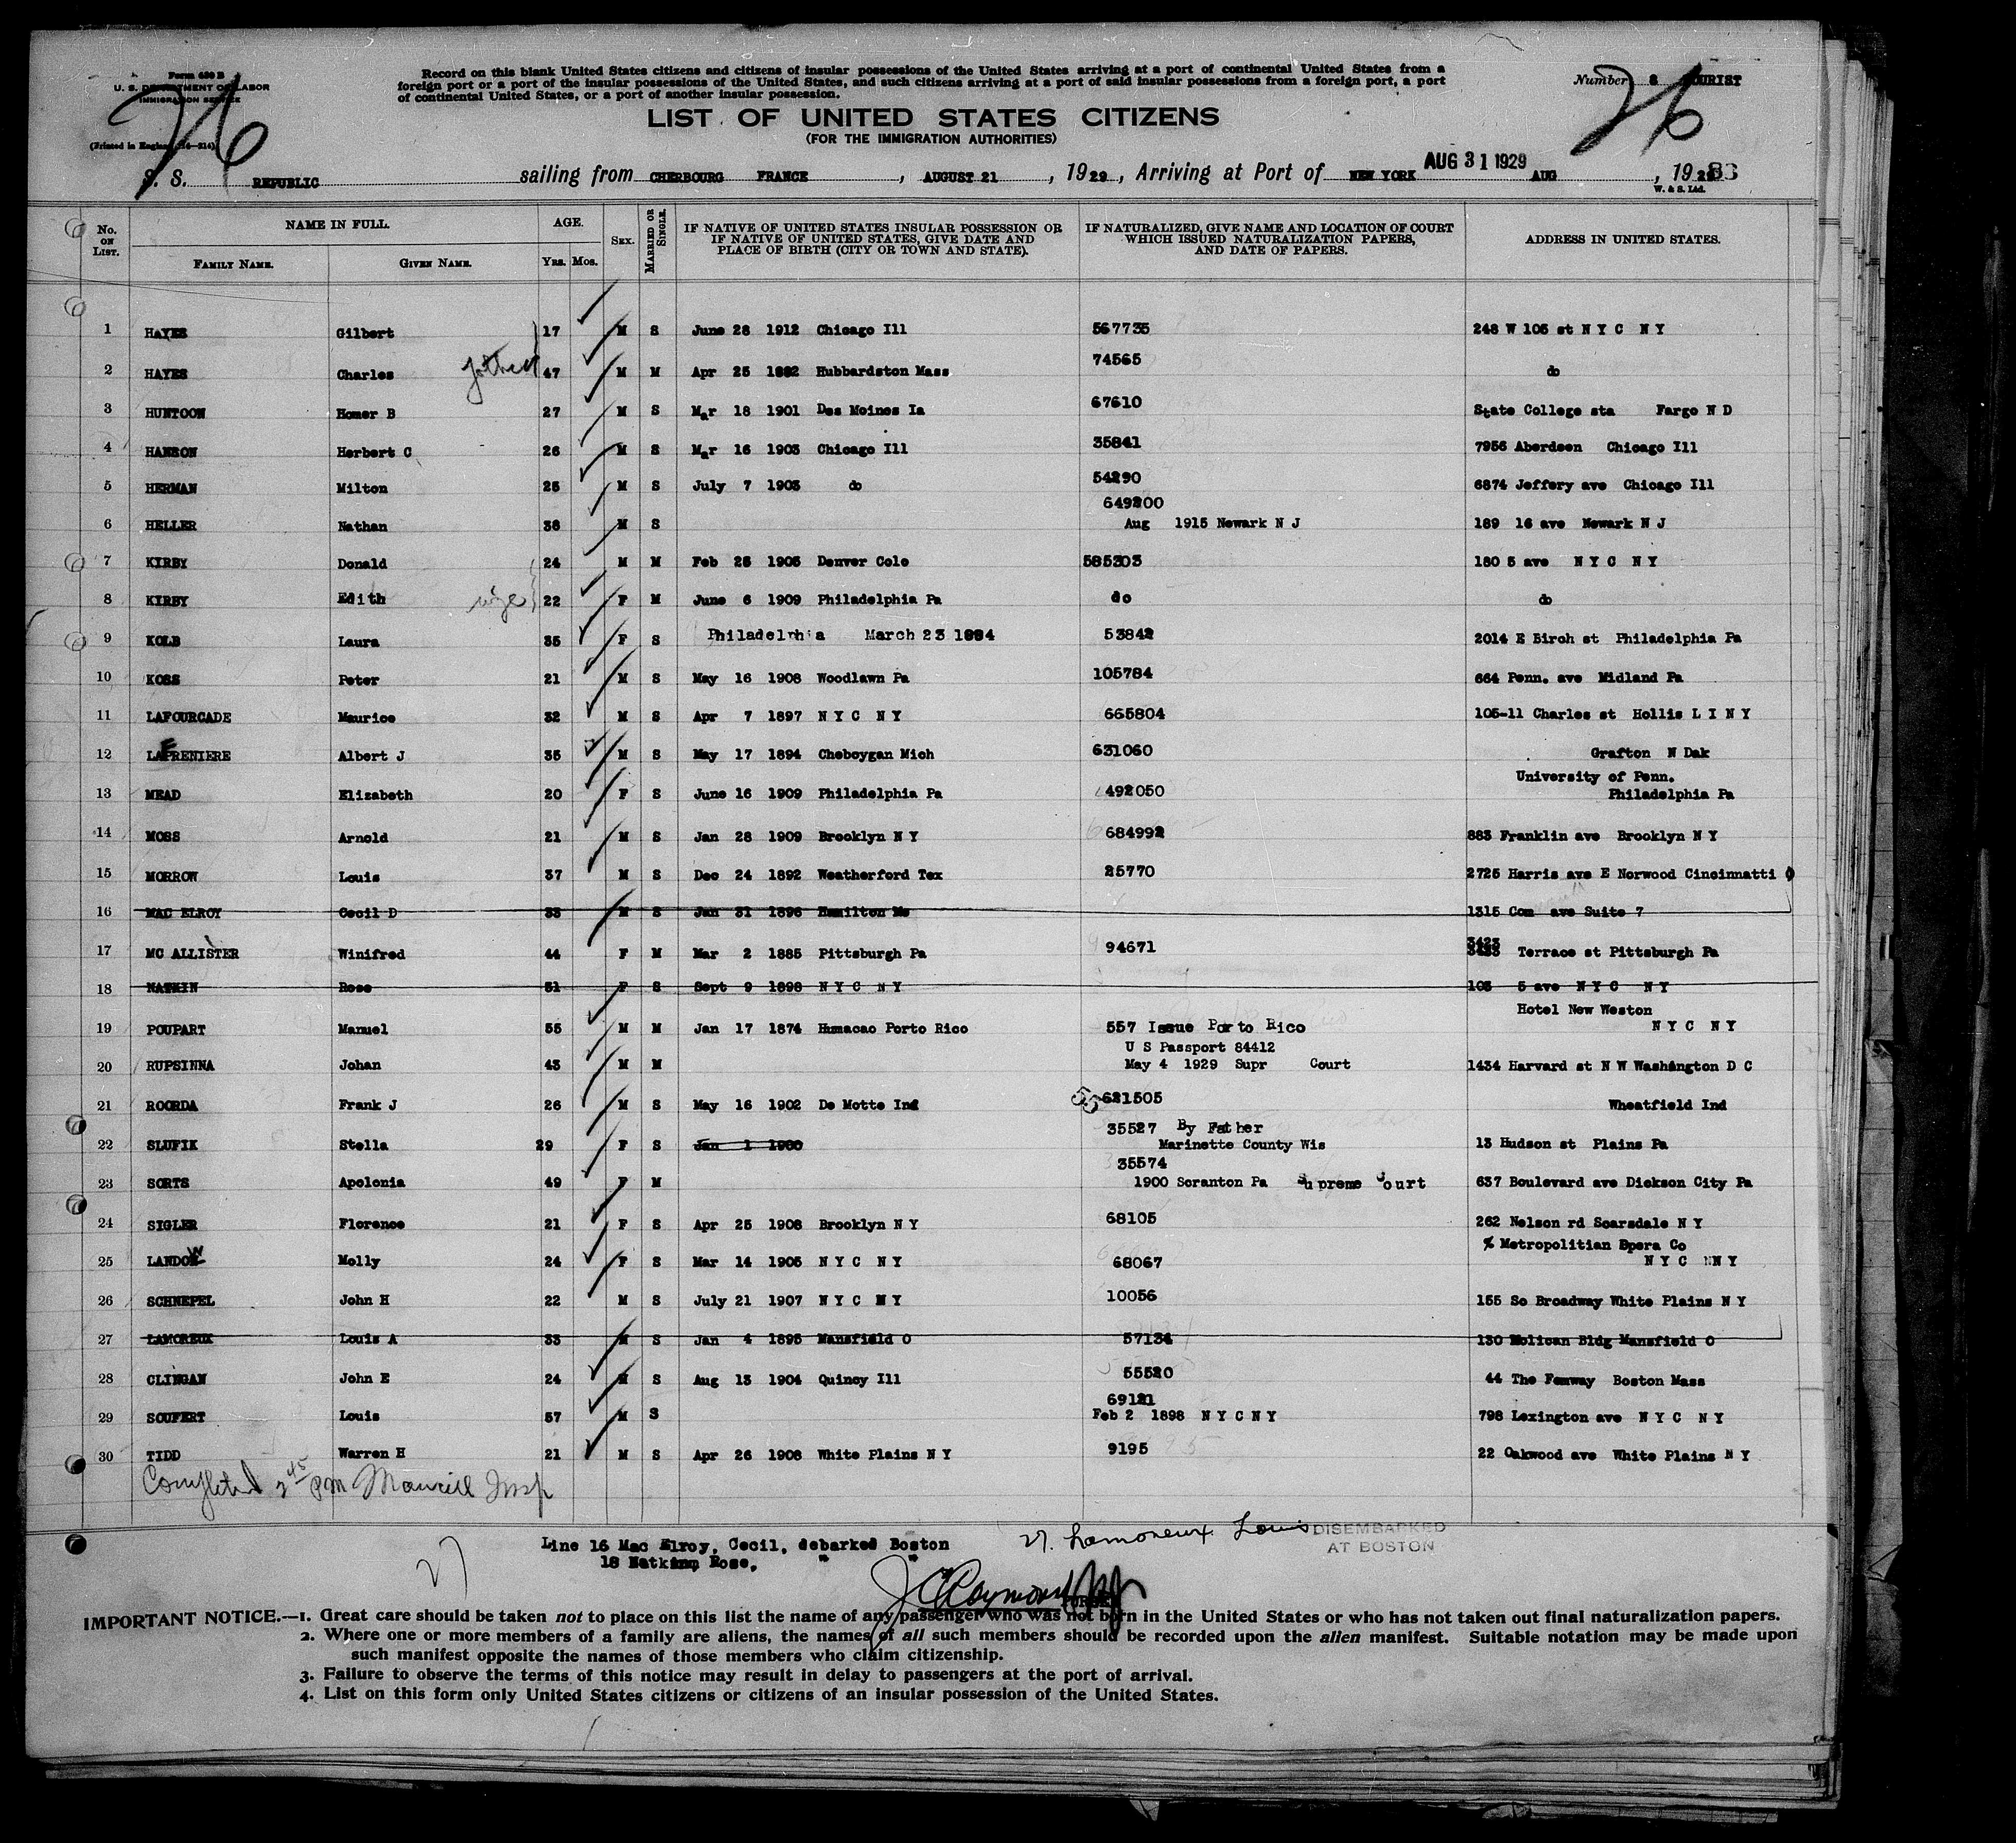 Form 630 B
U. S. DEPARTMENT OF LABOR
IMMIGRATION SERVICE
26
Record on this blank United States citizens and citizens of insular possessions of the United States arriving at a port of continental United States from a
foreign port or a port of the insular possessions of the United States, and such citizens arriving at a port of said insular possessions from a foreign port, a port
of continental United States, or a port of another insular possession.
Number 8 TOURIST
26
LIST OF UNITED STATES CITIZENS
(FOR THE IMMIGRATION AUTHORITIES)
S. S. REPUBLIC sailing from CHERBOURG FRANCE, AUGUST 21, 1929, Arriving at Port of NEW YORK AUG 31 1929 AUG, 1929
W. & S. Ltd.
No. ON LIST. NAME IN FULL. FAMILY NAME. GIVEN NAME. AGE. YRS. MOS. SEX. MARRIED OR SINGLE. IF NATIVE OF UNITED STATES INSULAR POSSESSION OR IF NATIVE OF UNITED STATES, GIVE DATE AND PLACE OF BIRTH (CITY OR TOWN AND STATE). IF NATURALIZED, GIVE NAME AND LOCATION OF COURT WHICH ISSUED NATURALIZATION PAPERS, AND DATE OF PAPERS. ADDRESS IN UNITED STATES.
1 HAYES Gilbert 17 M S June 28 1912 Chicago Ill 567735 248 W 105 st N Y C N Y
2 HAYES Charles father 47 M M Apr 25 1882 Hubbardston Mass 74565 do
3 HUNTOON Homer B 27 M S Mar 18 1901 Des Moines Ia 67610 State College sta Fargo N D
4 HANSON Herbert C 26 M S Mar 16 1903 Chicago Ill 35841 7956 Aberdeen Chicago Ill
5 HERMAN Milton 25 M S July 7 1903 do 54290 6874 Jeffery ave Chicago Ill
6 HELLER Nathan 38 M S 649200 Aug 1915 Newark N J 189 16 ave Newark N J
7 KIRBY Donald 24 M M Feb 25 1905 Denver Colo 585303 180 5 ave N Y C N Y
8 KIRBY Edith wife 22 F M June 6 1909 Philadelphia Pa do do
9 KOLB Laura 35 F S Philadelphia March 23 1894 53842 2014 E Birch st Philadelphia Pa
10 KOSS Peter 21 M S May 16 1908 Woodlawn Pa 105784 664 Penn. ave Midland Pa
11 LAFOURCADE Maurice 32 M S Apr 7 1897 N Y C N Y 665804 105-11 Charles st Hollis L I N Y
12 LAFRENIERE Albert J 35 M S May 17 1894 Cheboygan Mich 631060 Grafton N Dak
13 MEAD Elizabeth 20 F S June 16 1909 Philadelphia Pa 492050 University of Penn. Philadelphia Pa
14 MOSS Arnold 21 M S Jan 28 1909 Brooklyn N Y 684992 883 Franklin ave Brooklyn N Y
15 MORROW Louis 37 M S Dec 24 1892 Weatherford Tex 25770 2725 Harris ave E Norwood Cincinnatti O
16 MAC ELROY Cecil D 33 M S Jan 31 1896 Hamilton Mo 1315 Com ave Suite 7
17 MC ALLISTER Winifred 44 F M Mar 2 1885 Pittsburgh Pa 94671 3423 Terrace st Pittsburgh Pa
18 NATKIN Rose 31 F S Sept 9 1898 N Y C N Y 103 5 ave N Y C N Y
19 POUPART Manuel 55 M M Jan 17 1874 Humacao Porto Rico 557 Issue Porto Rico Hotel New Weston N Y C N Y
20 RUPSINNA Johan 43 M M U S Passport 84412 May 4 1929 Supr Court 1434 Harvard st N W Washington D C
21 ROORDA Frank J 26 M S May 16 1902 De Motte Ind 621505 Wheatfield Ind
22 SLUFIK Stella 29 F S Jan 1 1900 35527 By Father Marinette County Wis 13 Hudson st Plains Pa
23 SORTS Apolonia 49 F M 35574 1900 Scranton Pa Supreme Court 637 Boulevard ave Dickson City Pa
24 SIGLER Florence 21 F S Apr 25 1908 Brooklyn N Y 68105 262 Nelson rd Scarsdale N Y
25 LANDOW Molly 24 F S Mar 14 1905 N Y C N Y 68067 % Metropolitian Opera Co N Y C N Y
26 SCHNEPEL John H 22 M S July 21 1907 N Y C N Y 10056 155 So Broadway White Plains N Y
27 LAMOREUX Louis A 33 M S Jan 4 1896 Mansfield O 57134 130 Molican Bldg Mansfield O
28 CLINGAN John E 24 M S Aug 13 1904 Quincy Ill 55520 44 The Fenway Boston Mass
29 SOUFERT Louis 57 M S 69121 Feb 2 1898 N Y C N Y 798 Lexington ave N Y C N Y
30 TIDD Warren H 21 M S Apr 26 1908 White Plains N Y 9195 22 Oakwood ave White Plains N Y
Completed 2 45 PM Insp
27
Line 16 Mac Elroy, Cecil, debarked Boston
18 Natkin, Rose, " "
27. Lamoreux Louis DISEMBARKED
AT BOSTON
IMPORTANT NOTICE.—1. Great care should be taken not to place on this list the name of any passenger who was not born in the United States or who has not taken out final naturalization papers.
2. Where one or more members of a family are aliens, the names of all such members should be recorded upon the alien manifest. Suitable notation may be made upon
such manifest opposite the names of those members who claim citizenship.
3. Failure to observe the terms of this notice may result in delay to passengers at the port of arrival.
4. List on this form only United States citizens or citizens of an insular possession of the United States.